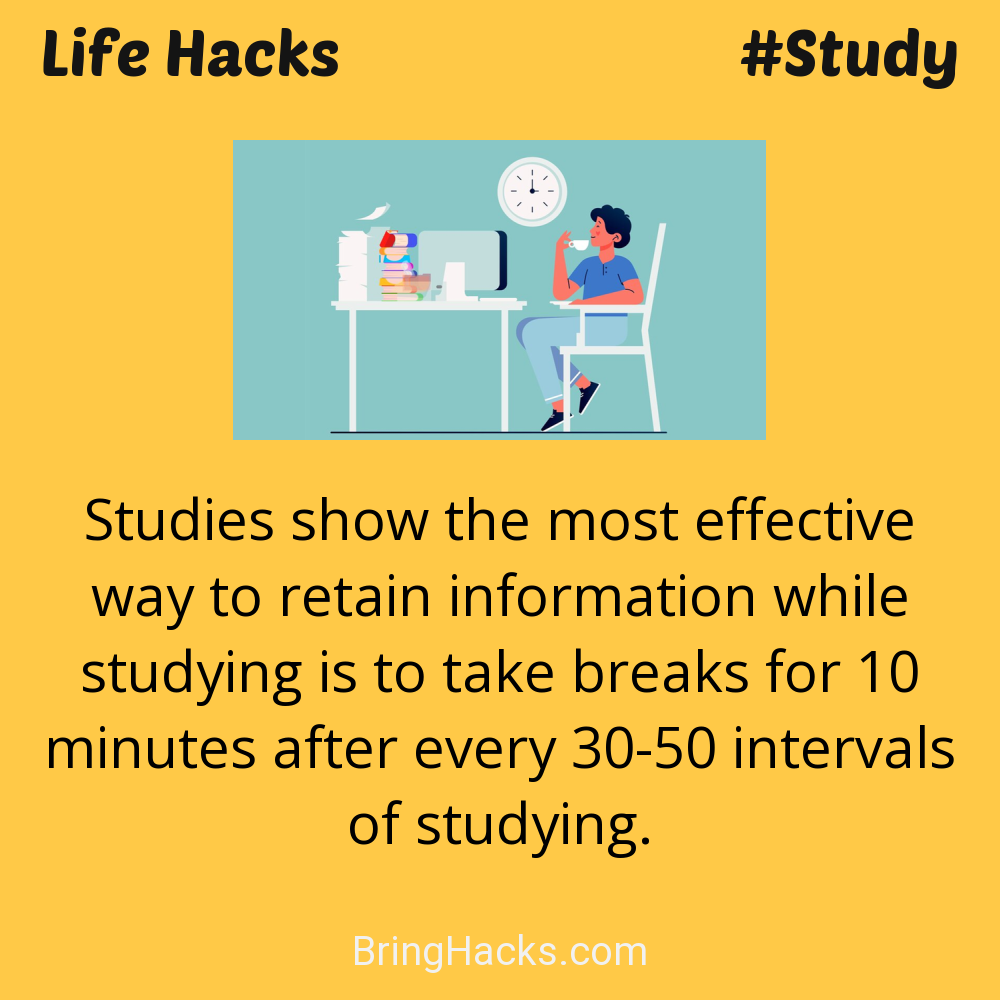 Life Hacks
#Study
Studies show the most effective
way to retain information while
studying is to take breaks for 10
minutes after every 30-50 intervals
of studying.
BringHacks.com